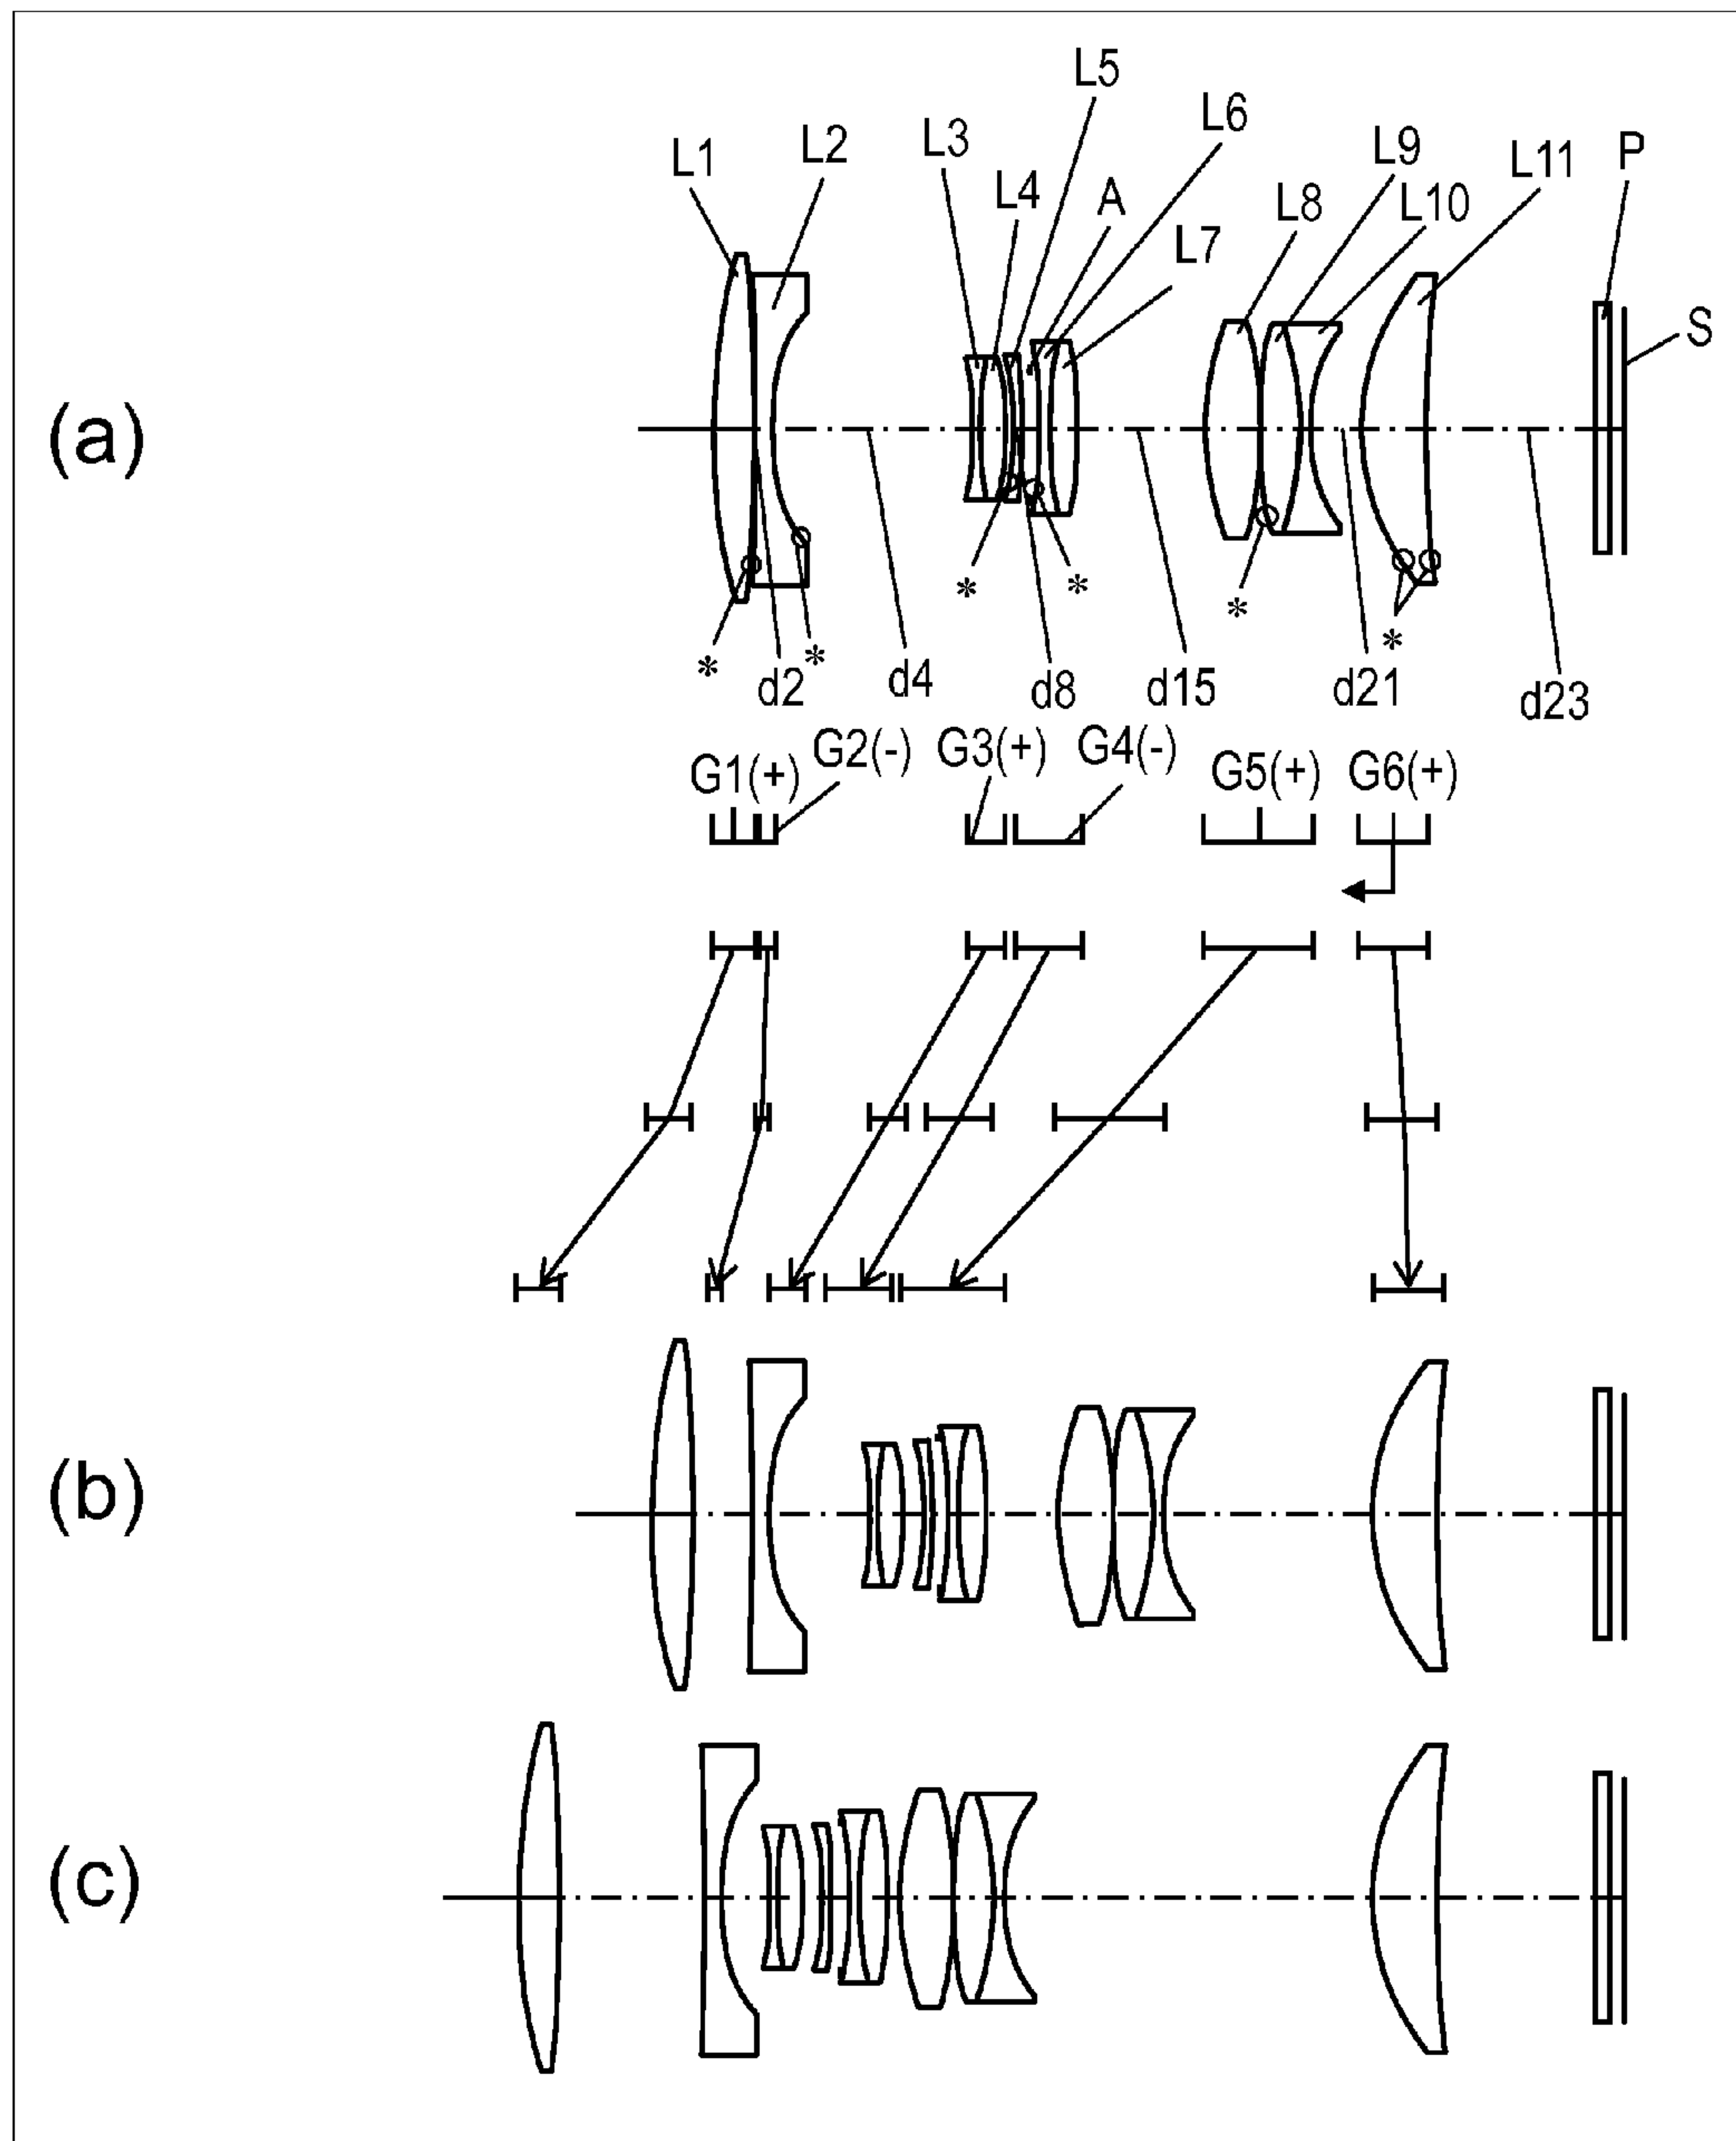 L5
L6
L3
L2
L9
P
L1
L11
L4
A
L8
L10
L7
S
(a)
*
*
*
*
*
*
d2
d4
d8
d15
d21
d23
G1(+)
G2(-)
G3(+)
G4(-)
G5(+)
G6(+)
(b)
(c)